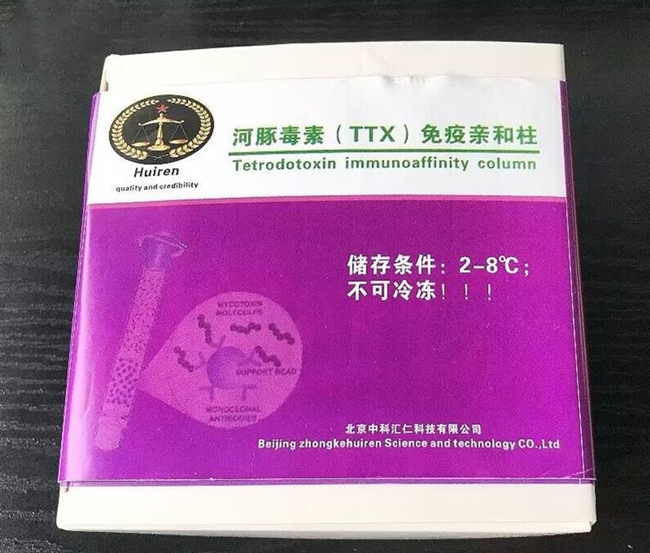 Huiren
quality and credibility
河豚毒素（TTX）免疫亲和柱
Tetrodotoxin immunoaffinity column
储存条件：2-8℃；
不可冷冻！！！
MYCOTOXIN
MOLECULES
SUPPORT BEAD
MONOCLONAL
ANTIBODIES
北京中科汇仁科技有限公司
Beijing zhongkehuiren Science and technology CO.,Ltd